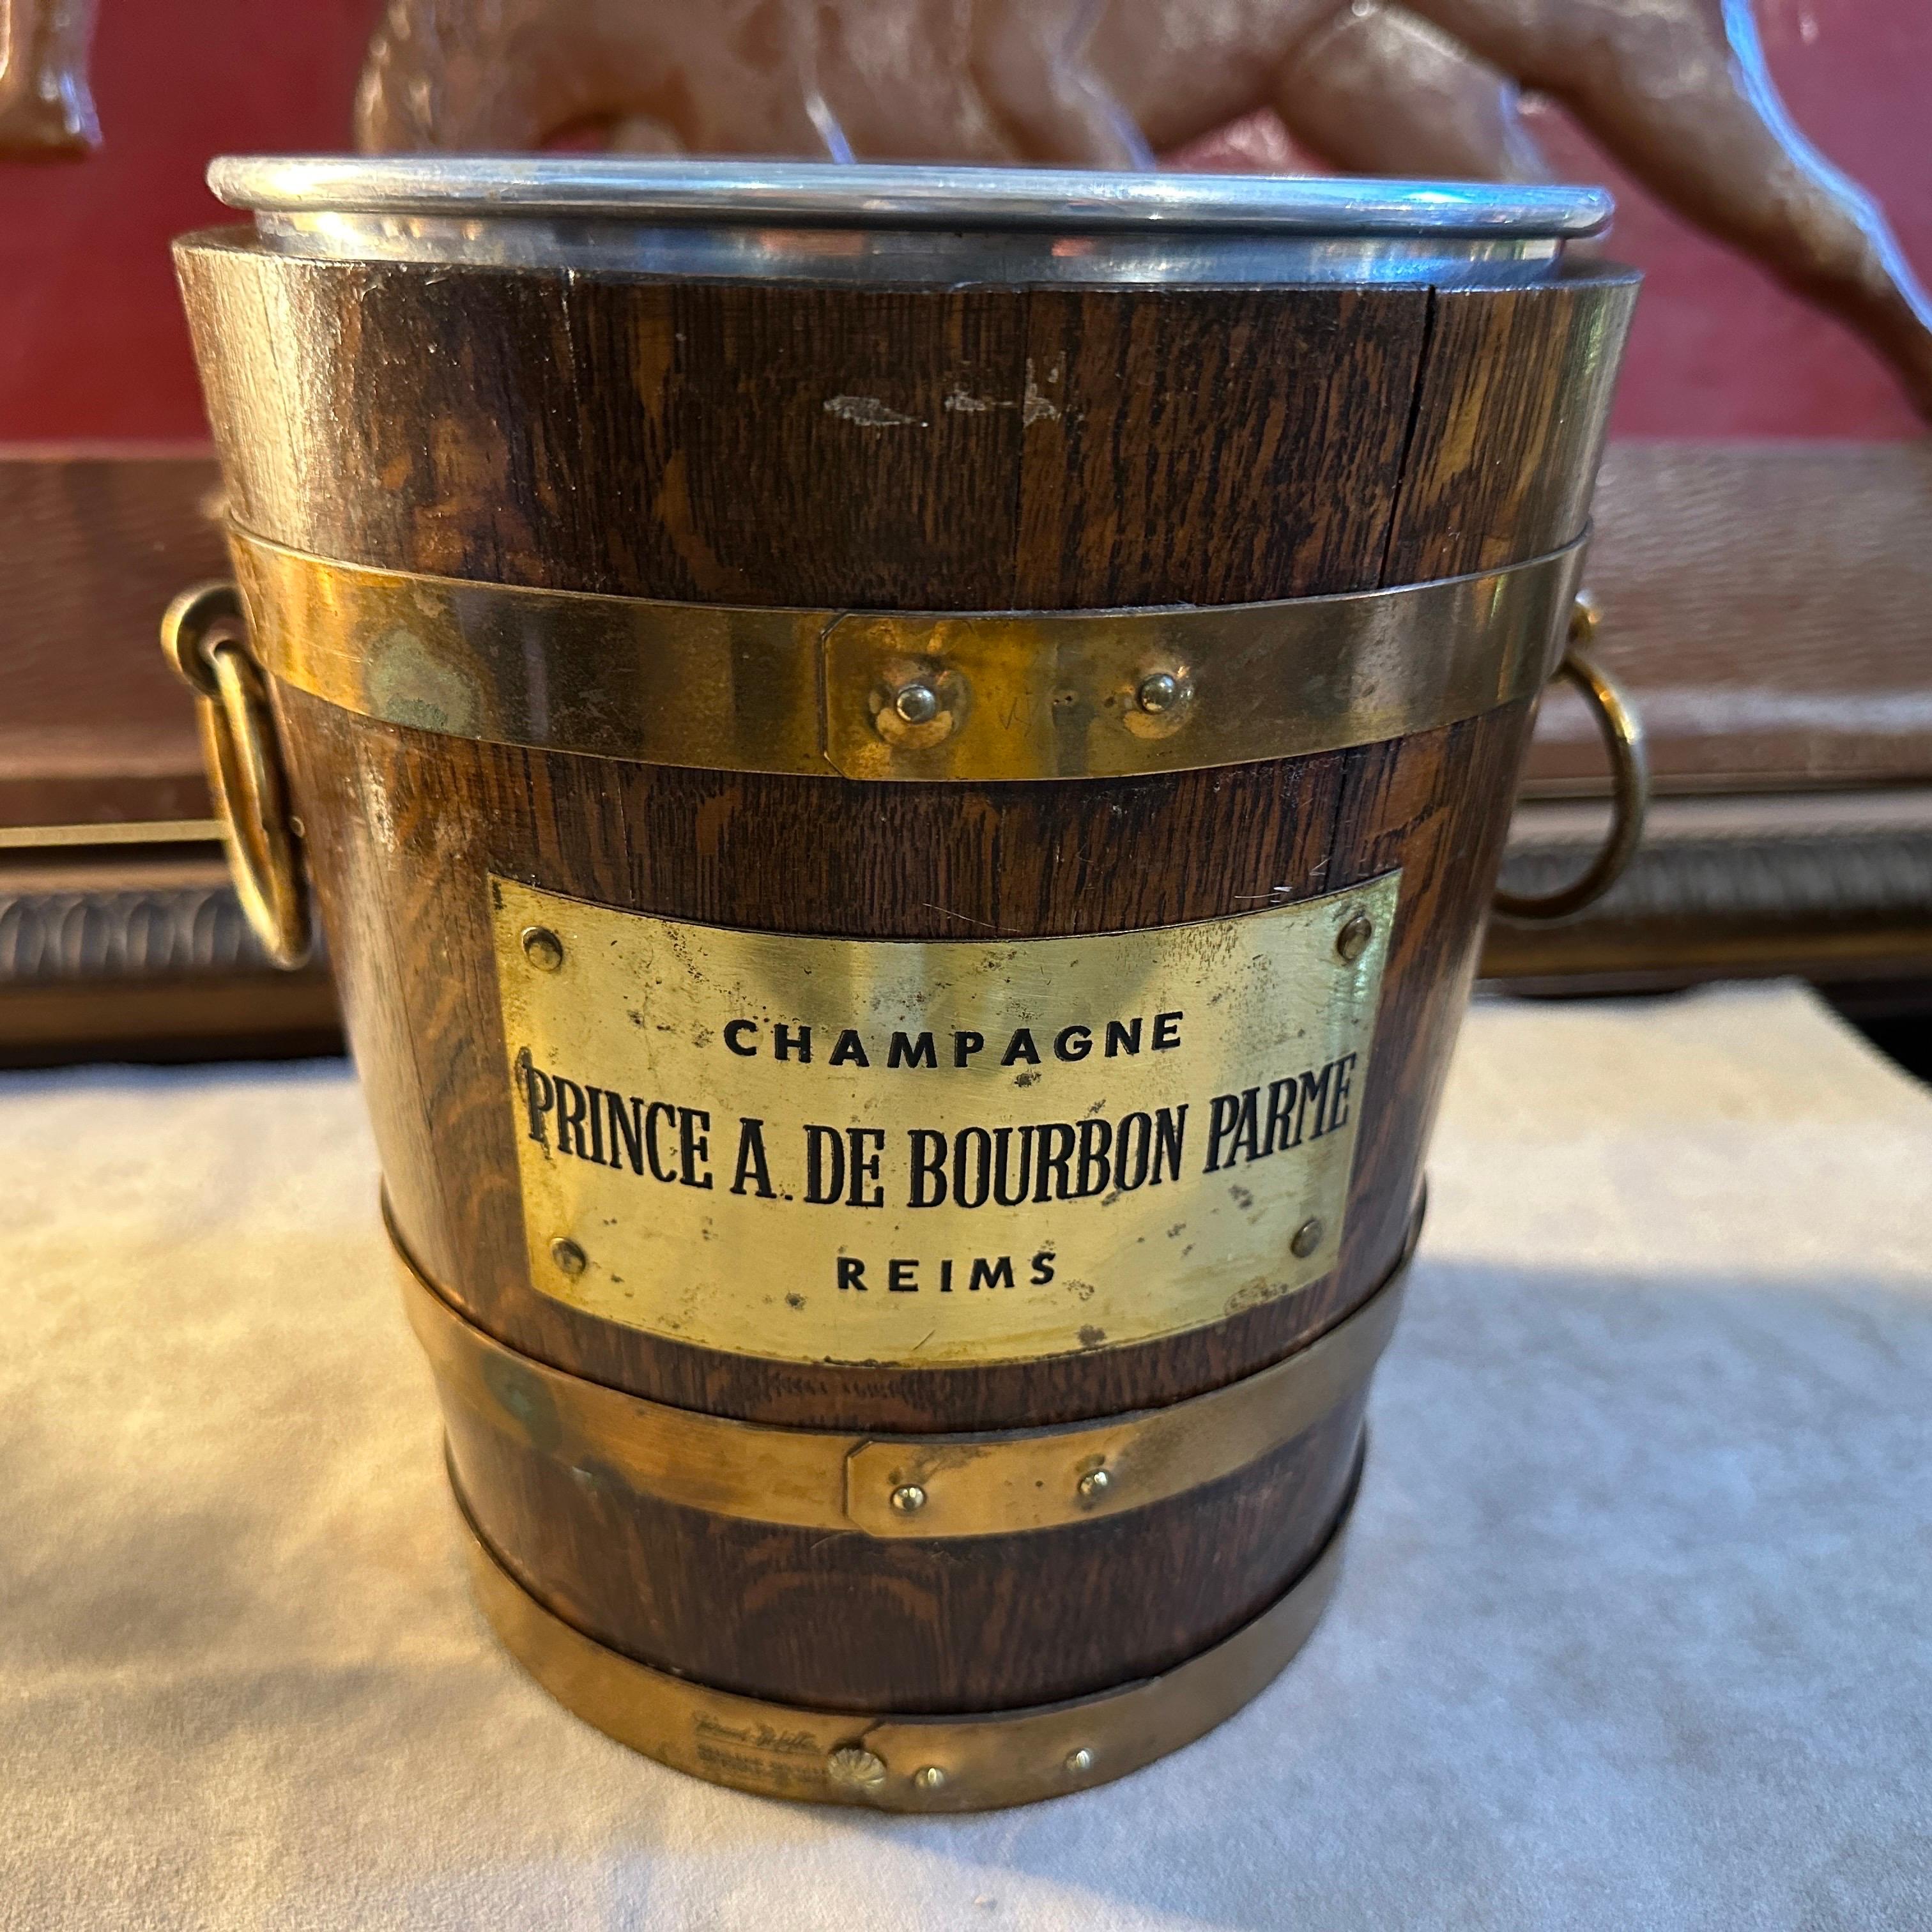 CHAMPAGNE
PRINCE A. DE BOURBON PARME
REIMS